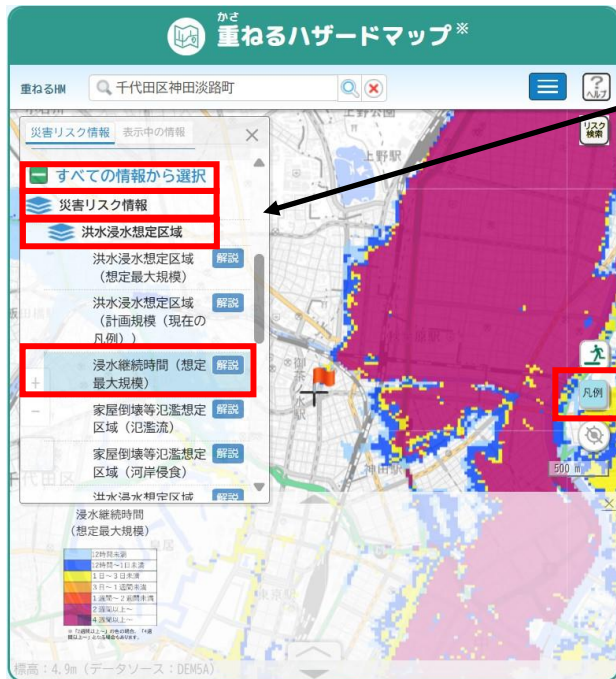 かさ
重ねるハザードマップ※
重ねるHM
千代田区神田淡路町
ヘルプ
災害リスク情報
表示中の情報
リスク
検索
上野公園
上野駅
すべての情報から選択
災害リスク情報
洪水浸水想定区域
洪水浸水想定区域
（想定最大規模）
解説
洪水浸水想定区域
（計画規模（現在の
凡例））
解説
浸水継続時間（想定
最大規模）
解説
家屋倒壊等氾濫想定
区域（氾濫流）
解説
家屋倒壊等氾濫想定
区域（河岸侵食）
解説
洪水浸水想定区域
解説
御茶ノ水駅
神田駅
凡例
500 m
千代田区
浸水継続時間
（想定最大規模）
12時間未満
12時間～1日未満
1日～3日未満
3日～1週間未満
1週間～2週間未満
2週間以上～
4週間以上～
東京駅
標高：4.9m（データソース：DEM5A）